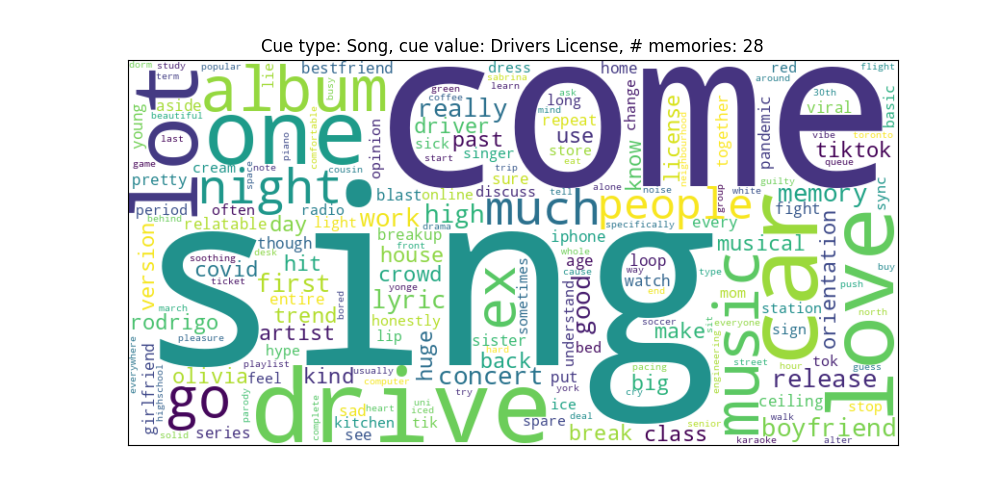 Cue type: Song, cue value: Drivers License, # memories: 28
dorm study popular lie bestfriend dress home red flight
term busy sabrina learn around
young lot album come green coffee really ask long change license together pandemic 30th viral basic
aside beautiful last one opinion driver past mind repeat use vibe toronto
piano comfortable sick singer store know neighbourhood tiktok
game space note cousin start eat queue
pretty cream night trip sure alone noise group white guilty memory sync
period often radio blast online discuss tell much people fight
behind relatable day light work high drama specifically every car love
version though breakup iphone musical orientation
soothing desk front house whole age loop type buy
covid hit crowd cause way watch mom station push
ticket yonge sing ex sometimes understand good end
march first entire bored lyric soccer make sit everyone sign north
rodrigo trend honestly music
pleasure artist lip huge sister hard bed engineering street
everywhere girlfriend highschool hype back pacing hour tok guess
olivia feel playlist kind usually computer concert put big cry release
go drive try york ice ceiling stop
parody complete sad heart uni iced deal senior walk boyfriend
solid series kitchen see tik spare break class karaoke alter